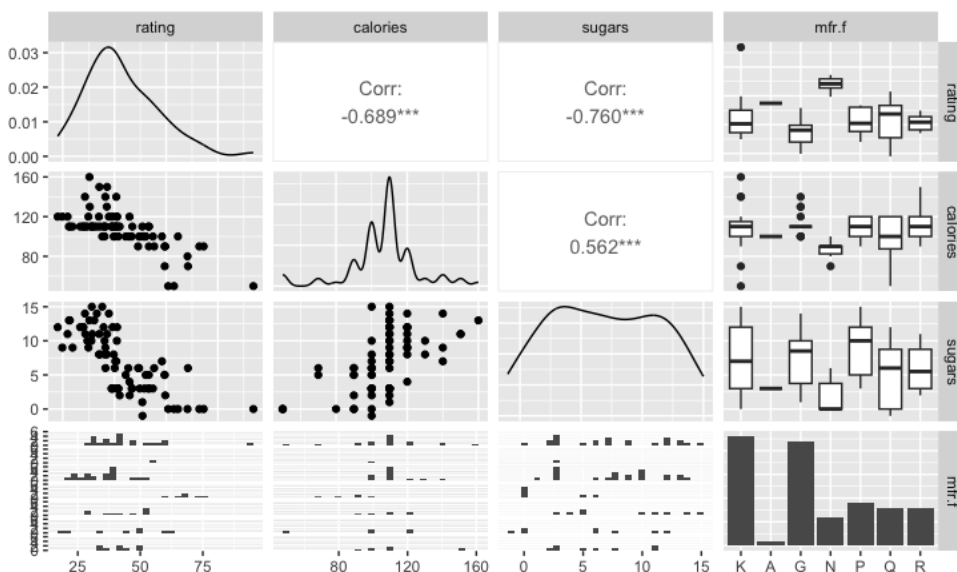 rating calories sugars mfr.f
0.03
0.02
0.01
0.00
Corr:
-0.689***
Corr:
-0.760***
rating
160
120
80
Corr:
0.562***
calories
15
10
5
0
sugars
mfr.f
25 50 75
80 120 160
0 5 10 15
K A G N P Q R